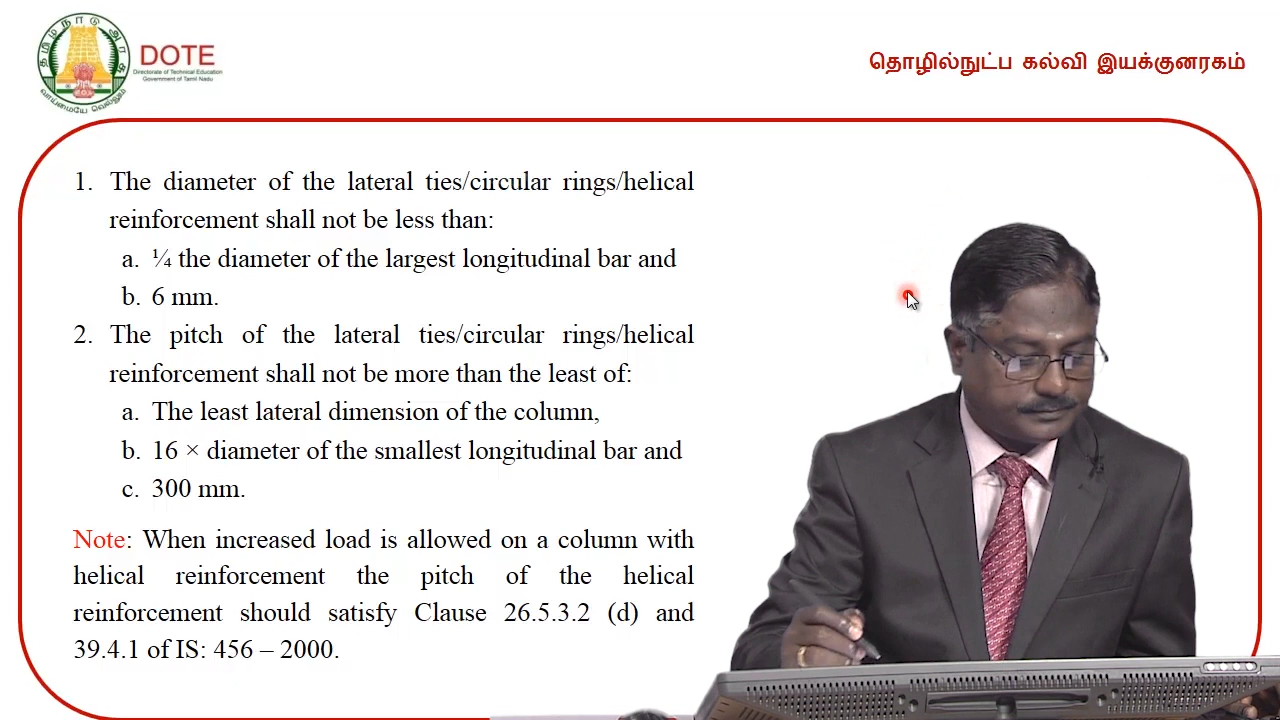 தமிழ்நாடு அரசு
வாய்மையே வெல்லும்
DOTE
Directorate of Technical Education
Government of Tamil Nadu
தொழில்நுட்ப கல்வி இயக்குனரகம்
1. The diameter of the lateral ties/circular rings/helical
reinforcement shall not be less than:
a. ¼ the diameter of the largest longitudinal bar and
b. 6 mm.
2. The pitch of the lateral ties/circular rings/helical
reinforcement shall not be more than the least of:
a. The least lateral dimension of the column,
b. 16 × diameter of the smallest longitudinal bar and
c. 300 mm.
Note: When increased load is allowed on a column with
helical reinforcement the pitch of the helical
reinforcement should satisfy Clause 26.5.3.2 (d) and
39.4.1 of IS: 456 – 2000.